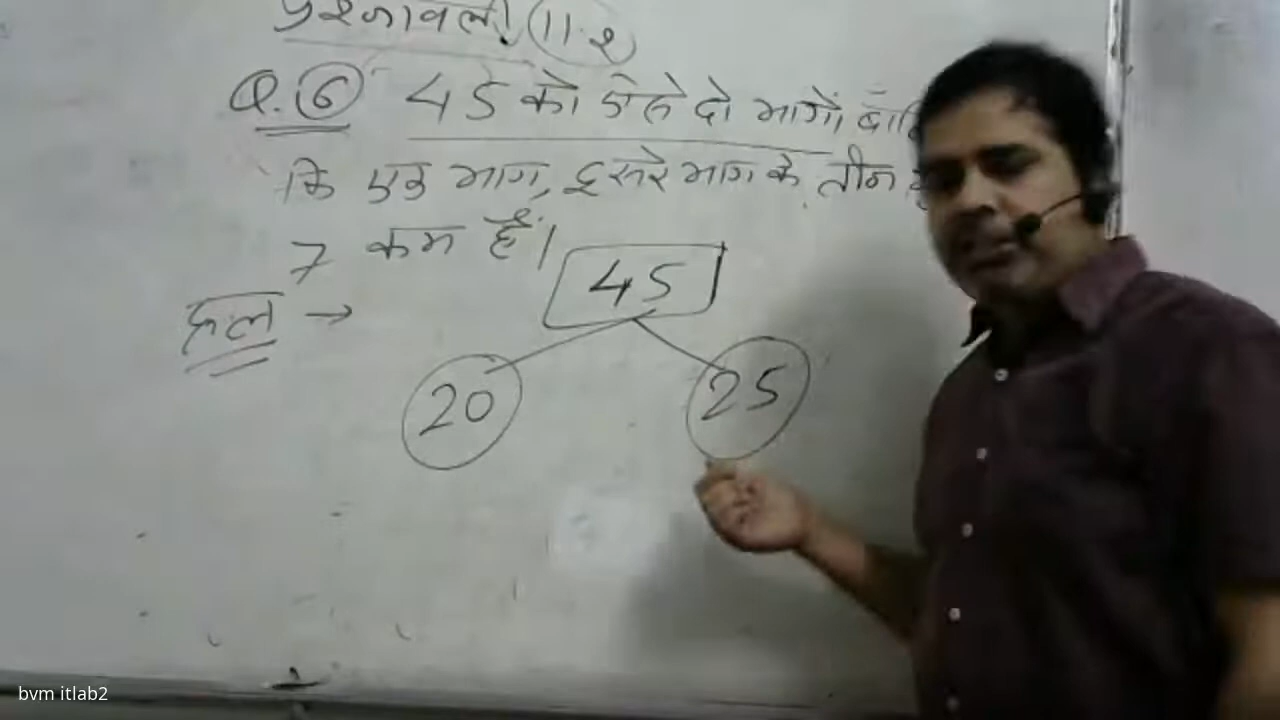 प्रश्नावली (11.2)
Q.6 45 को ऐसे दो भागों
कि एक भाग, दुसरे भाग के तीन
7 कम है।
हल → 45
20 25
bvm itlab2